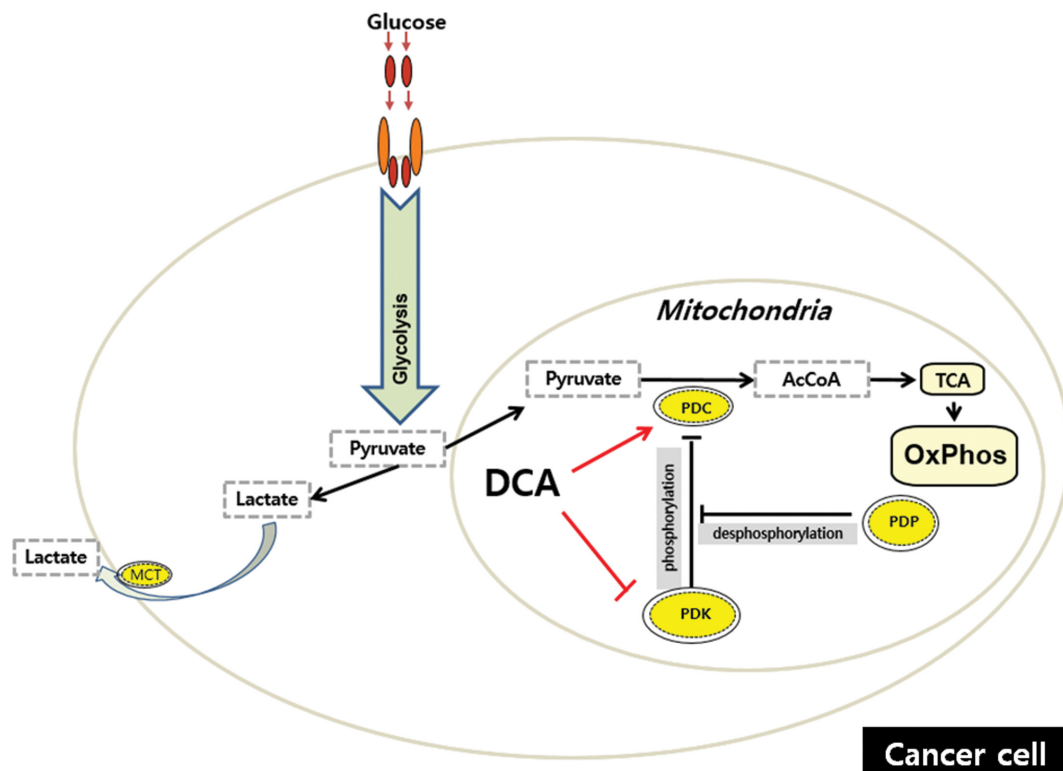 Glucose
Glycolysis
Mitochondria
Pyruvate
AcCoA
TCA
PDC
OxPhos
Pyruvate
DCA
phosphorylation
Lactate
desphosphorylation
PDP
Lactate
MCT
PDK
Cancer cell